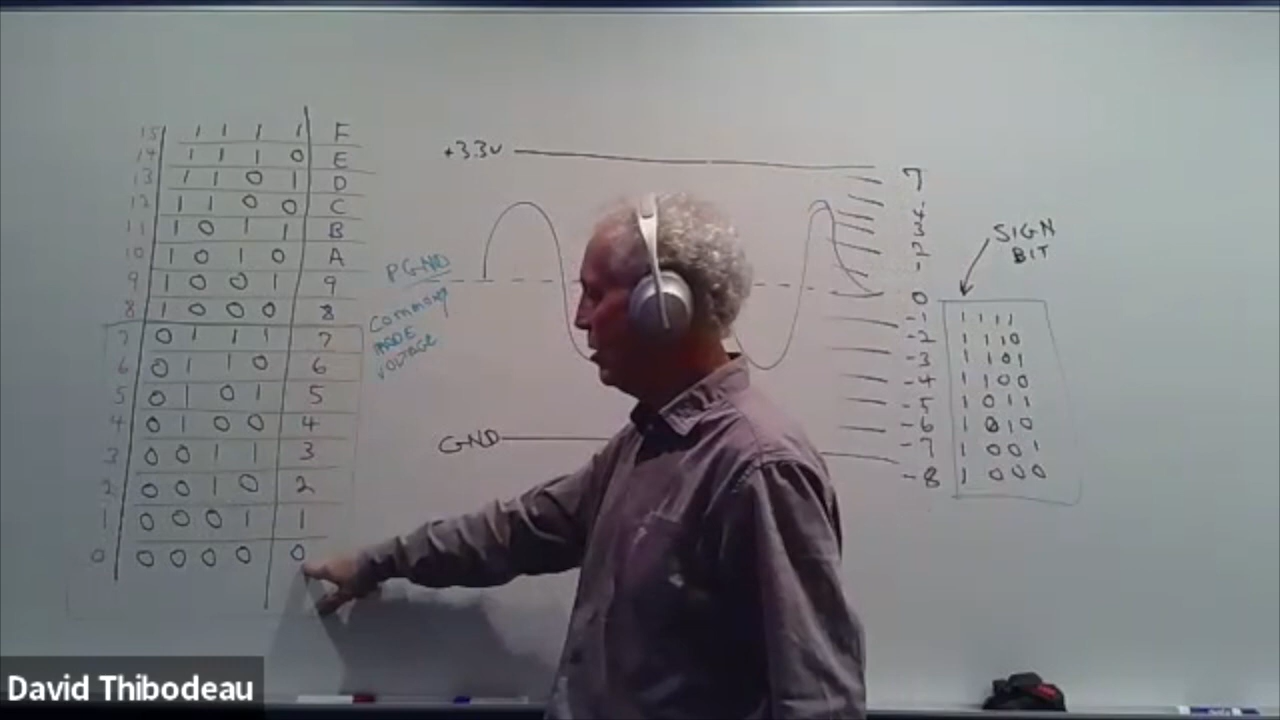 15 1 1 1 1 F
14 1 1 1 0 E
13 1 1 0 1 D
12 1 1 0 0 C
11 1 0 1 1 B
10 1 0 1 0 A
9 1 0 0 1 9
8 1 0 0 0 8
7 0 1 1 1 7
6 0 1 1 0 6
5 0 1 0 1 5
4 0 1 0 0 4
3 0 0 1 1 3
2 0 0 1 0 2
1 0 0 0 1 1
0 0 0 0 0 0
+3.3V
PGND
COMMON
MODE
VOLTAGE
GND
7
4
3
2
0
-1 1 1 1 1
-2 1 1 1 0
-3 1 1 0 1
-4 1 1 0 0
-5 1 0 1 1
-6 1 0 1 0
-7 1 0 0 1
-8 1 0 0 0
SIGN
BIT
David Thibodeau